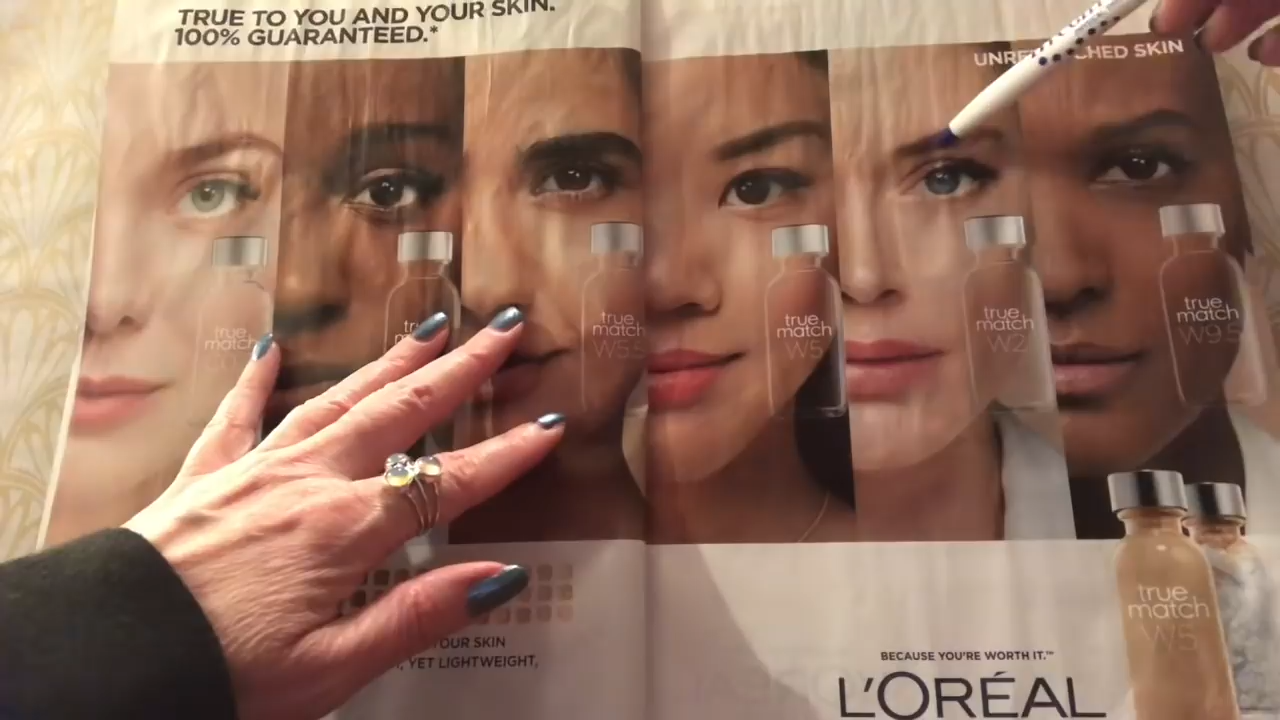 TRUE TO YOU AND YOUR SKIN.
100% GUARANTEED.*
SKIN
true
match
true
match
W5.5
true
match
W5
true
match
W2
true
match
W9.5
YOUR SKIN
YET LIGHTWEIGHT,
BECAUSE YOU'RE WORTH IT.™
L'ORÉAL
true
match
W5